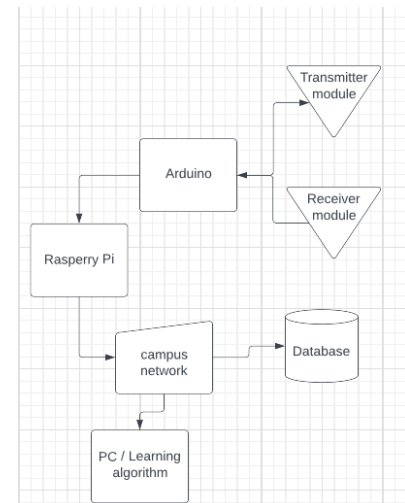 Transmitter
module
Arduino
Receiver
module
Rasperry Pi
campus
network
Database
PC / Learning
algorithm